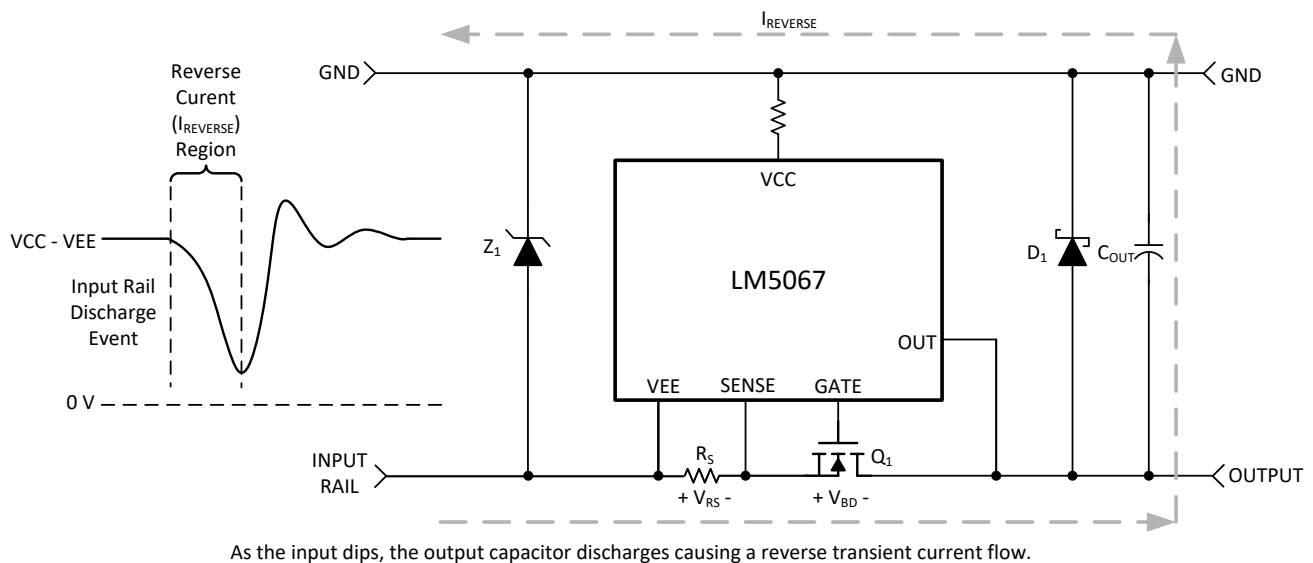 I_REVERSE
GND
GND
Reverse
Curent
(I_REVERSE)
Region
VCC
VCC - VEE
Z1
LM5067
D1
COUT
Input Rail
Discharge
Event
OUT
VEE
SENSE
GATE
0 V
INPUT
RAIL
RS
Q1
OUTPUT
+ VRS -
+ VBD -
As the input dips, the output capacitor discharges causing a reverse transient current flow.